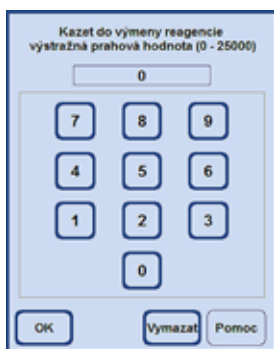 Kazet do výmeny reagencie
výstražná prahová hodnota (0 - 25000)
0
7 8 9
4 5 6
1 2 3
0
OK Vymazat Pomoc